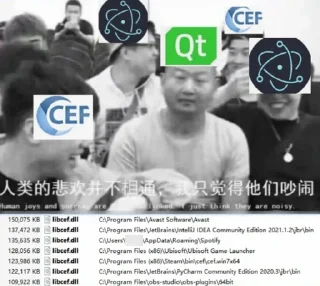 CEF
Qt
CEF
人类的悲欢并不相通，我只觉得他们吵闹
Human joys and sorrows are not I just think they are noisy.
150,075 KB libcef.dll C:\Program Files\Avast Software\Avast
137,472 KB libcef.dll C:\Program Files\JetBrains\IntelliJ IDEA Community Edition 2021.1.2\jbr\bin
135,635 KB libcef.dll C:\Users\ \AppData\Roaming\Spotify
128,056 KB libcef.dll C:\Program Files (x86)\Ubisoft\Ubisoft Game Launcher
123,986 KB libcef.dll C:\Program Files (x86)\Steam\bin\cef\cef.win7x64
122,117 KB libcef.dll C:\Program Files\JetBrains\PyCharm Community Edition 2020.3\jbr\bin
109,922 KB libcef.dll C:\Program Files\obs-studio\obs-plugins\64bit